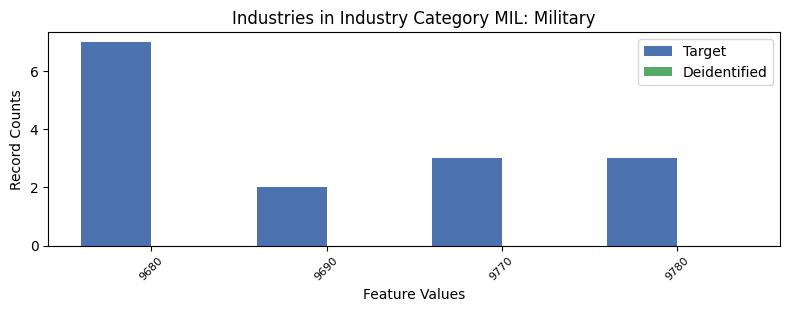 Industries in Industry Category MIL: Military
Target
Deidentified
Record Counts
6
4
2
0
9680
9690
9770
9780
Feature Values